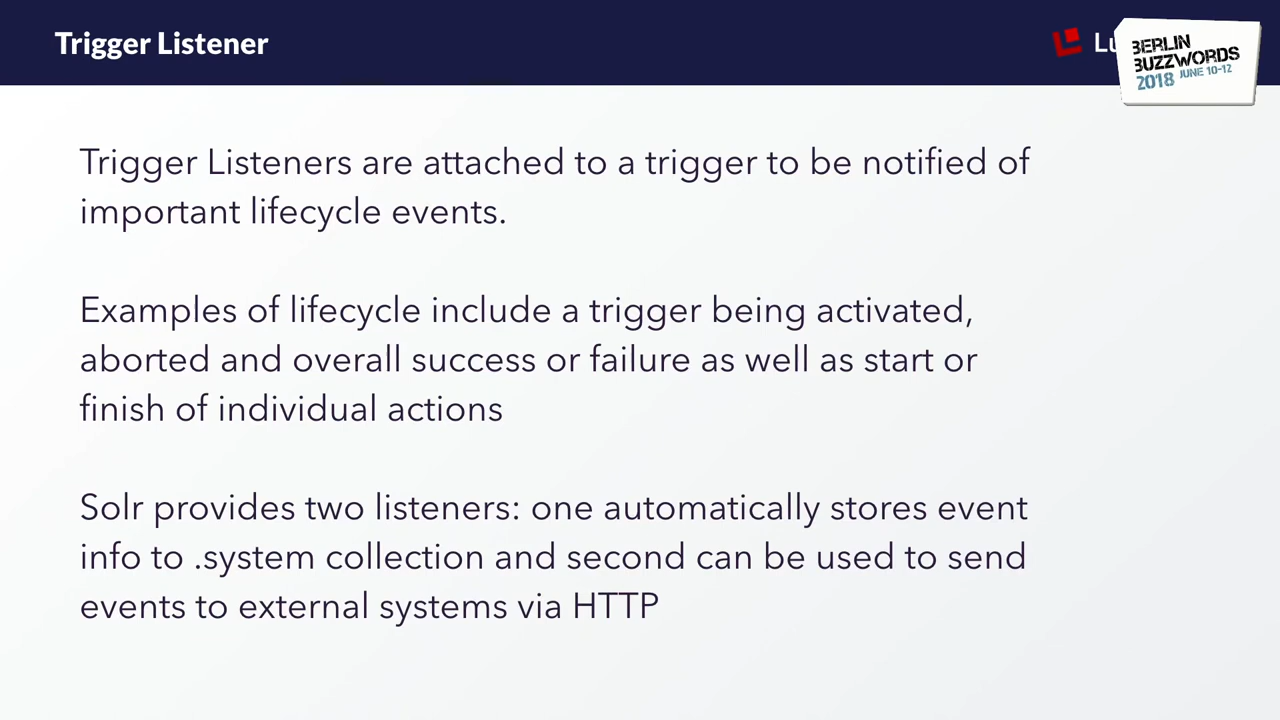 Trigger Listener
Lu
BERLIN
BUZZWORDS
2018 JUNE 10-12
Trigger Listeners are attached to a trigger to be notified of
important lifecycle events.
Examples of lifecycle include a trigger being activated,
aborted and overall success or failure as well as start or
finish of individual actions
Solr provides two listeners: one automatically stores event
info to .system collection and second can be used to send
events to external systems via HTTP